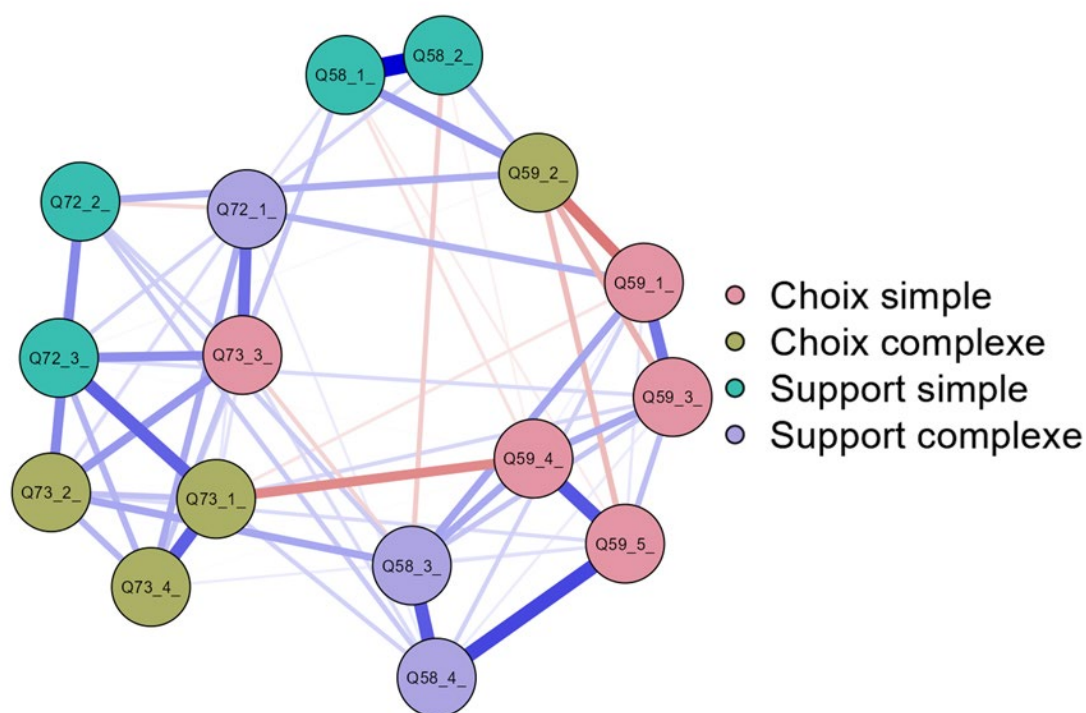 Q58_1_
Q58_2_
Q59_2_
Q72_2_
Q72_1_
Q59_1_
Q72_3_
Q73_3_
Q59_3_
Q59_4_
Q73_2_
Q73_1_
Q59_5_
Q58_3_
Q73_4_
Q58_4_
Choix simple
Choix complexe
Support simple
Support complexe